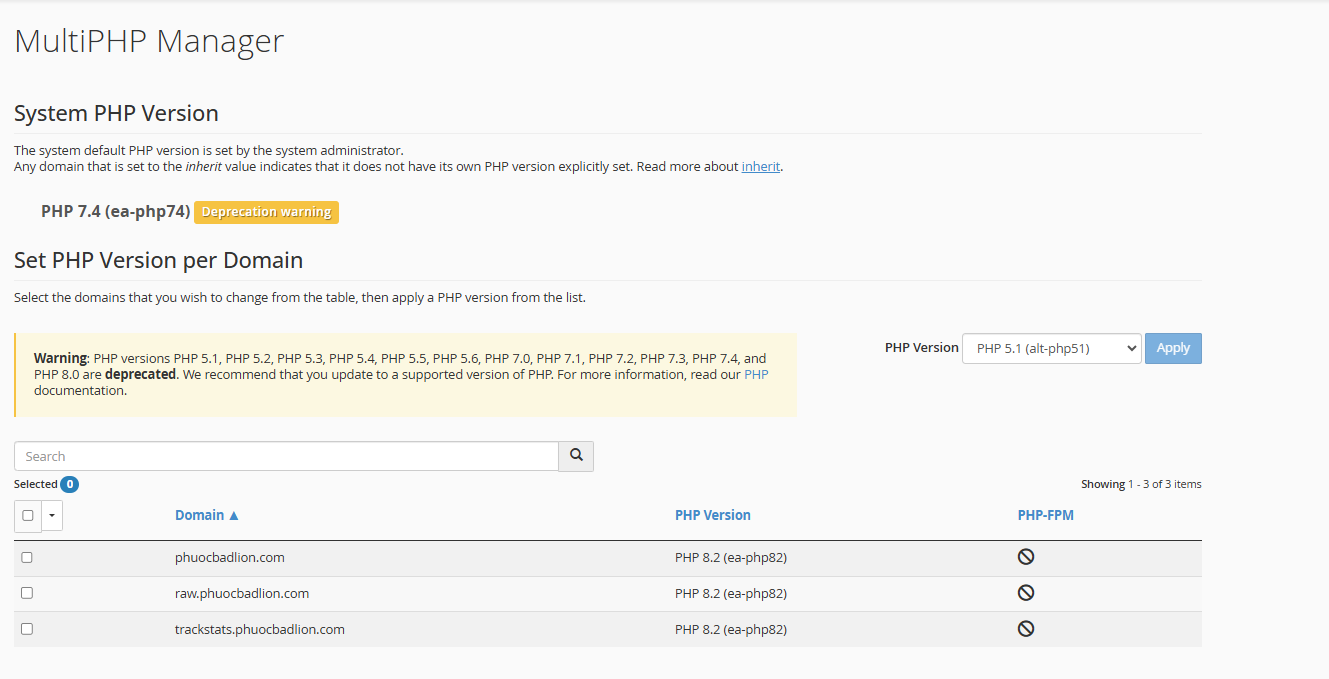 MultiPHP Manager
System PHP Version
The system default PHP version is set by the system administrator.
Any domain that is set to the inherit value indicates that it does not have its own PHP version explicitly set. Read more about inherit.
PHP 7.4 (ea-php74) Deprecation warning
Set PHP Version per Domain
Select the domains that you wish to change from the table, then apply a PHP version from the list.
Warning: PHP versions PHP 5.1, PHP 5.2, PHP 5.3, PHP 5.4, PHP 5.5, PHP 5.6, PHP 7.0, PHP 7.1, PHP 7.2, PHP 7.3, PHP 7.4, and
PHP 8.0 are deprecated. We recommend that you update to a supported version of PHP. For more information, read our PHP
documentation.
PHP Version PHP 5.1 (alt-php51) Apply
Search
Selected 0 Showing 1 - 3 of 3 items
Domain ▲ PHP Version PHP-FPM
phuocbadlion.com PHP 8.2 (ea-php82)
raw.phuocbadlion.com PHP 8.2 (ea-php82)
trackstats.phuocbadlion.com PHP 8.2 (ea-php82)